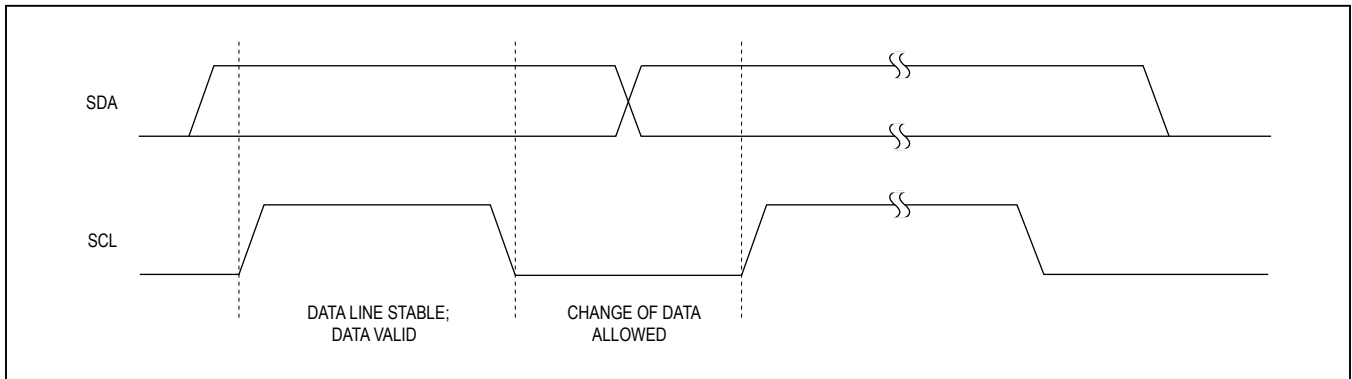 SDA
SCL
DATA LINE STABLE;
DATA VALID
CHANGE OF DATA
ALLOWED